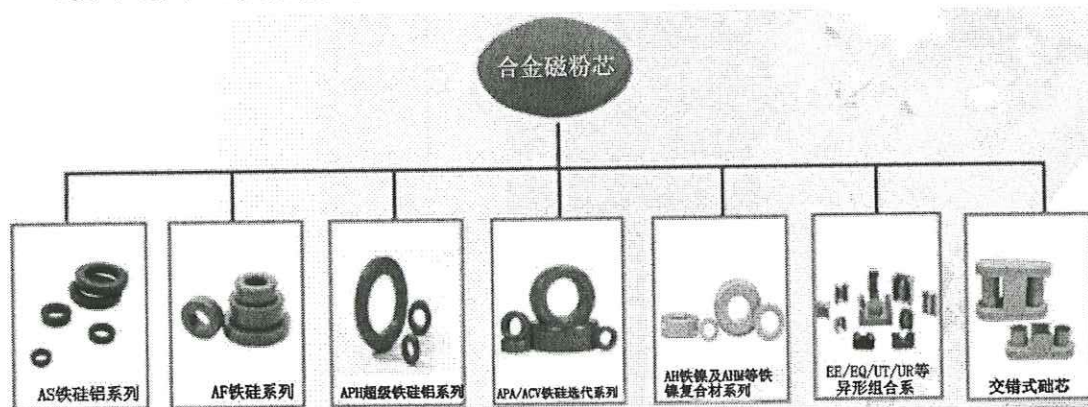 合金磁粉芯
AS铁硅铝系列
AF铁硅系列
APH超级铁硅铝系列
APA/ACV铁硅迭代系列
AH铁镍及AHM等铁
镍复合材系列
EE/EQ/UT/UR等
异形组合系
交错式础芯